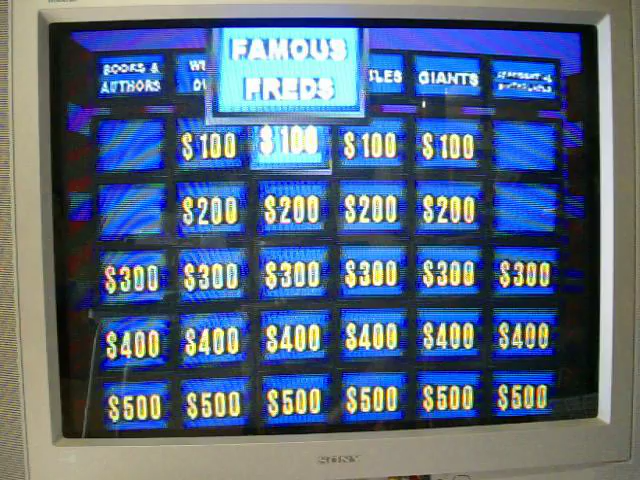 FAMOUS
FREDS
BOOKS &
AUTHORS
TLES
GIANTS
$100 $100 $100 $100
$200 $200 $200 $200
$300 $300 $300 $300 $300 $300
$400 $400 $400 $400 $400 $400
$500 $500 $500 $500 $500 $500
SONY